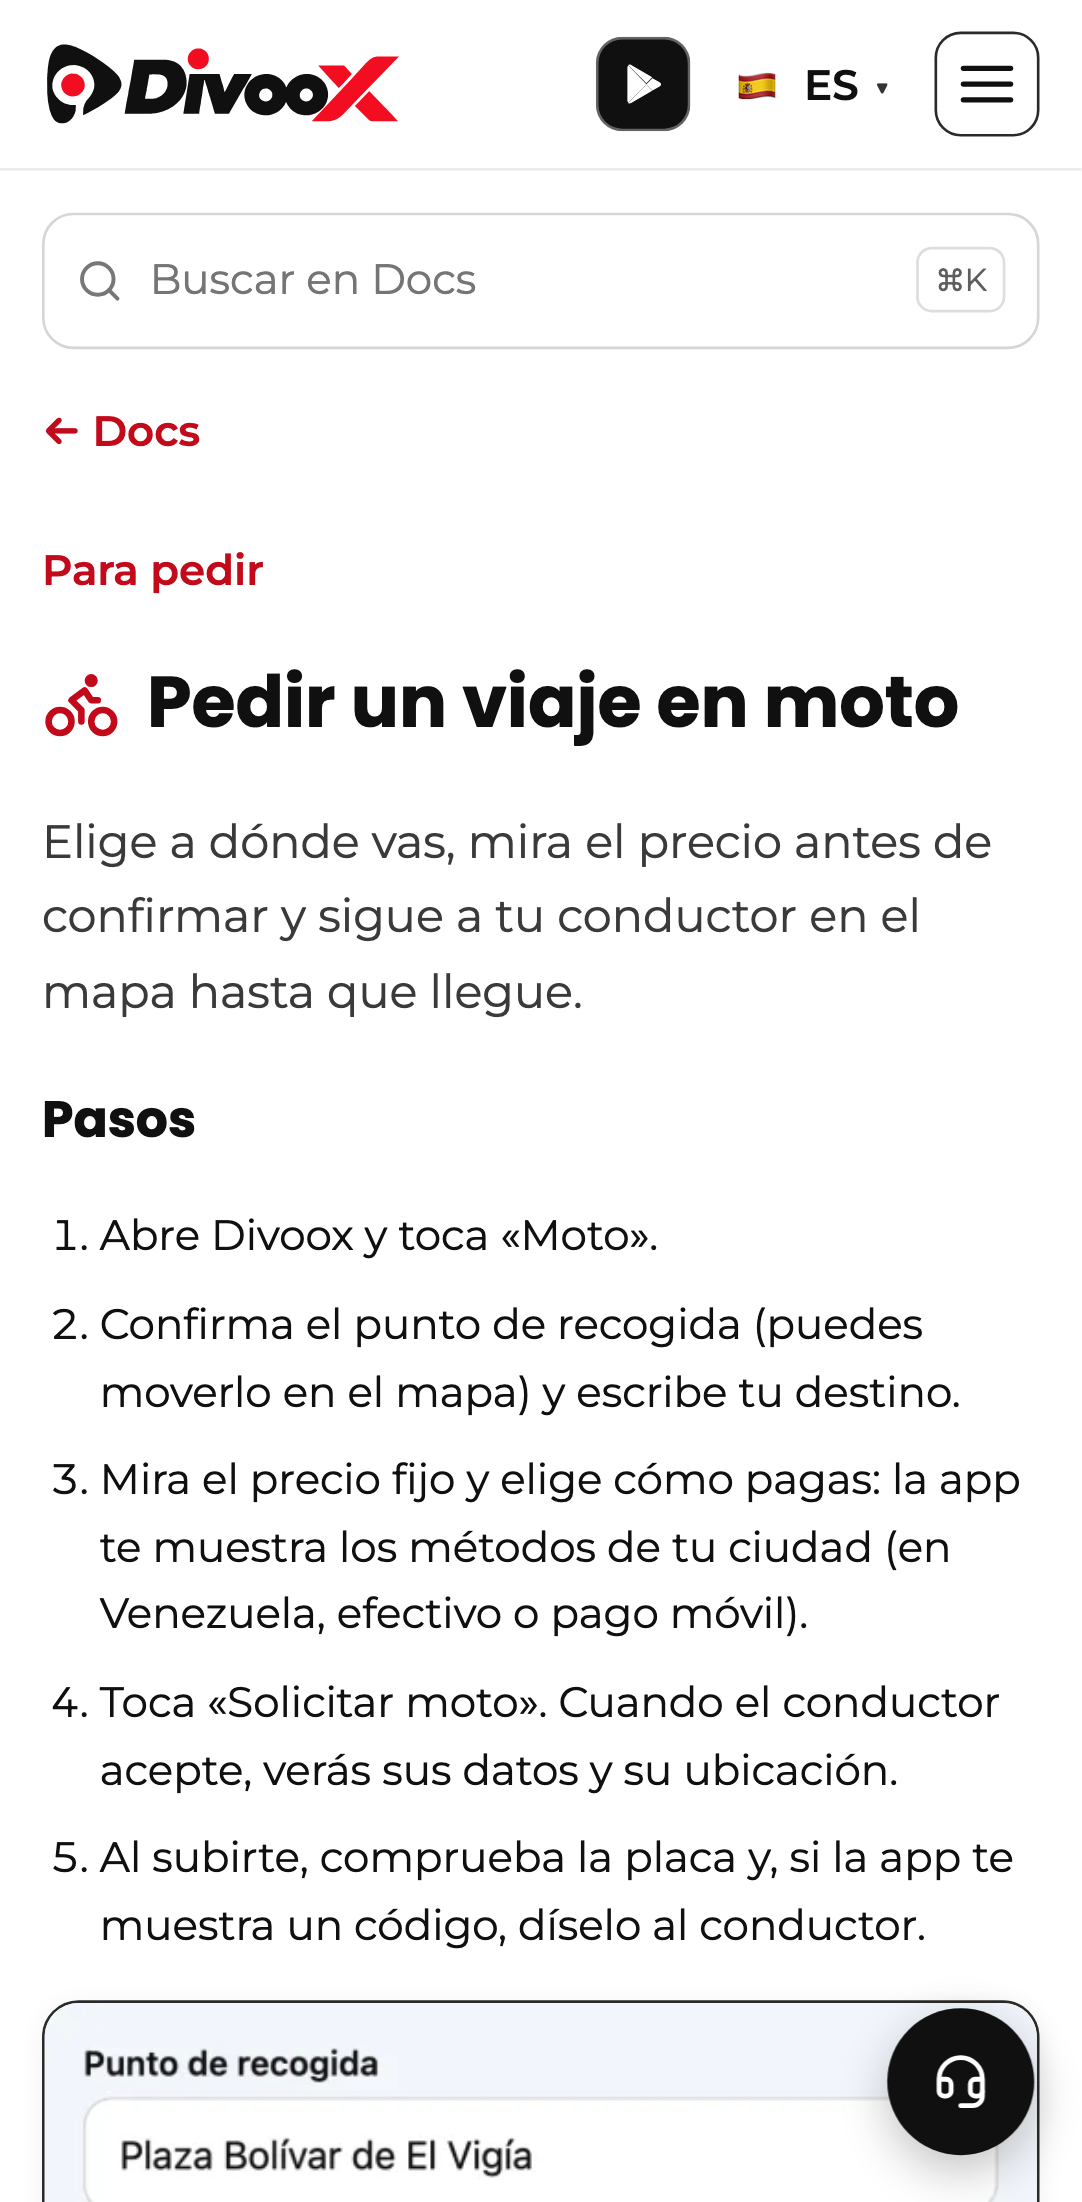 DivooX
ES
Buscar en Docs
⌘K
← Docs
Para pedir
Pedir un viaje en moto
Elige a dónde vas, mira el precio antes de
confirmar y sigue a tu conductor en el
mapa hasta que llegue.
Pasos
1. Abre Divoox y toca «Moto».
2. Confirma el punto de recogida (puedes
moverlo en el mapa) y escribe tu destino.
3. Mira el precio fijo y elige cómo pagas: la app
te muestra los métodos de tu ciudad (en
Venezuela, efectivo o pago móvil).
4. Toca «Solicitar moto». Cuando el conductor
acepte, verás sus datos y su ubicación.
5. Al subirte, comprueba la placa y, si la app te
muestra un código, díselo al conductor.
Punto de recogida
Plaza Bolívar de El Vigía